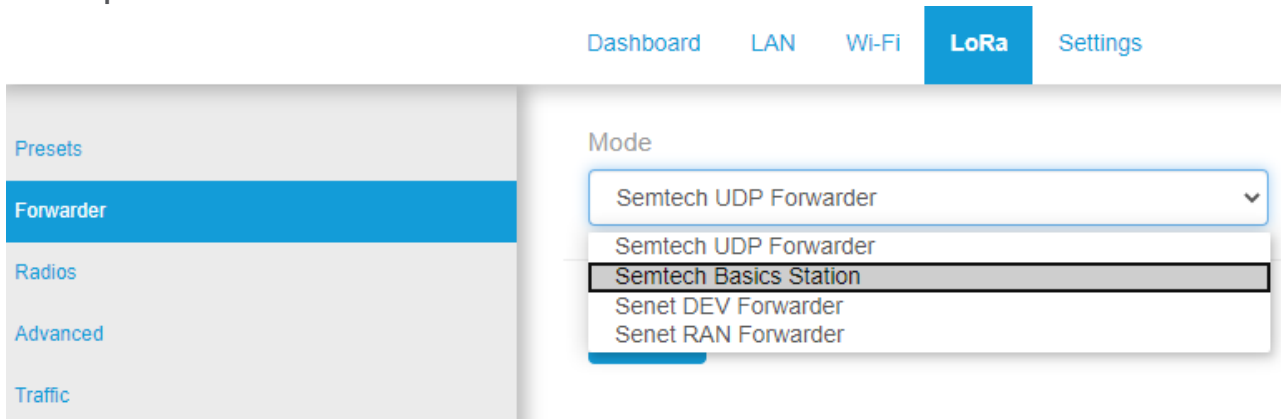 Dashboard LAN Wi-Fi LoRa Settings
Presets
Forwarder
Radios
Advanced
Traffic
Mode
Semtech UDP Forwarder
Semtech UDP Forwarder
Semtech Basics Station
Senet DEV Forwarder
Senet RAN Forwarder